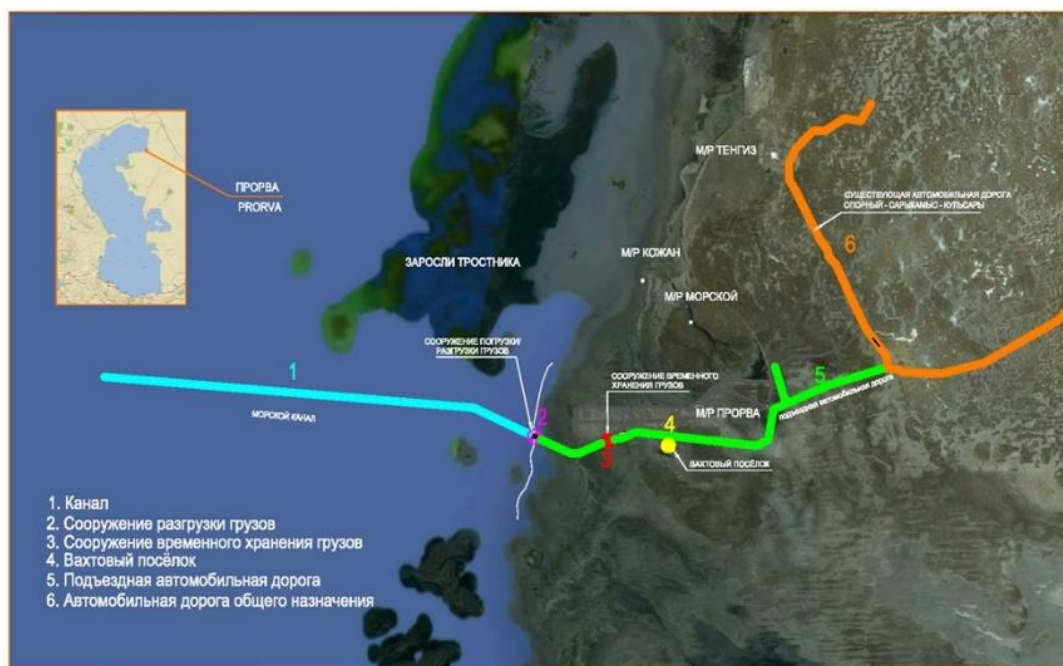 ПРОРВА
PRORVA
М/Р ТЕНГИЗ
СУЩЕСТВУЮЩАЯ АВТОМОБИЛЬНАЯ ДОРОГА
ОПОРНЫЙ - САРЫКАМЫС - КУЛЬСАРЫ
6
М/Р КОЖАН
ЗАРОСЛИ ТРОСТНИКА
М/Р МОРСКОЙ
СООРУЖЕНИЕ ПОГРУЗКИ/
РАЗГРУЗКИ ГРУЗОВ
СООРУЖЕНИЕ ВРЕМЕННОГО
ХРАНЕНИЯ ГРУЗОВ
1
5
МОРСКОЙ КАНАЛ
2
М/Р ПРОРВА
ПОДЪЕЗДНАЯ АВТОМОБИЛЬНАЯ ДОРОГА
4
3
ВАХТОВЫЙ ПОСЁЛОК
1. Канал
2. Сооружение разгрузки грузов
3. Сооружение временного хранения грузов
4. Вахтовый посёлок
5. Подъездная автомобильная дорога
6. Автомобильная дорога общего назначения